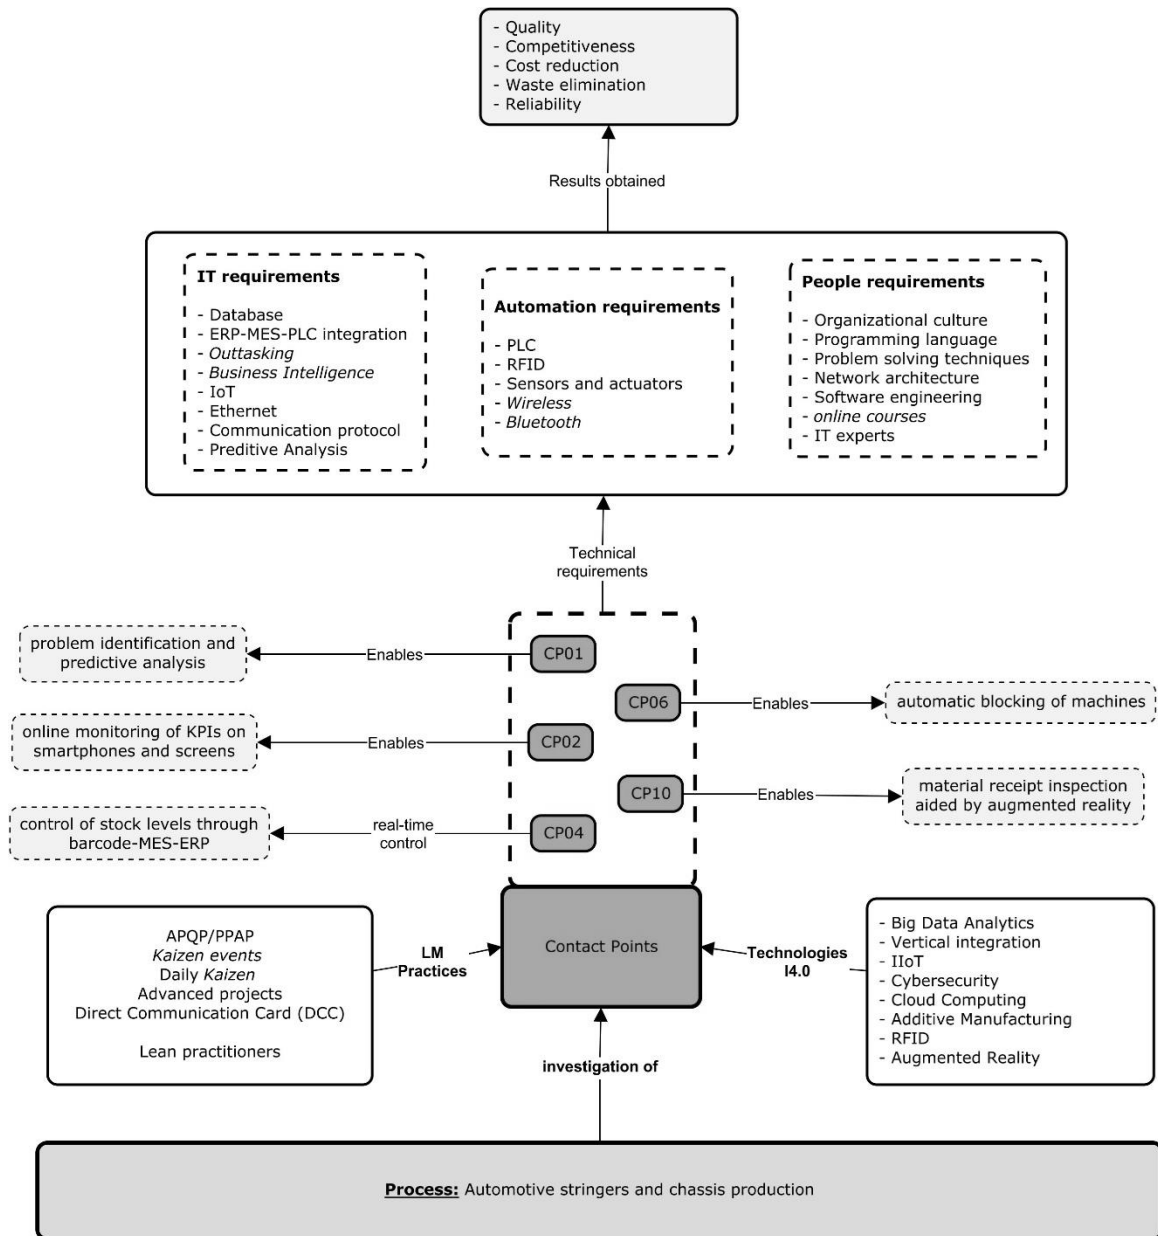 - Quality
- Competitiveness
- Cost reduction
- Waste elimination
- Reliability
Results obtained
IT requirements
- Database
- ERP-MES-PLC integration
- Outtasking
- Business Intelligence
- IoT
- Ethernet
- Communication protocol
- Preditive Analysis
Automation requirements
- PLC
- RFID
- Sensors and actuators
- Wireless
- Bluetooth
People requirements
- Organizational culture
- Programming language
- Problem solving techniques
- Network architecture
- Software engineering
- online courses
- IT experts
Technical
requirements
problem identification and
predictive analysis
Enables
CP01
CP06
Enables
automatic blocking of machines
online monitoring of KPIs on
smartphones and screens
Enables
CP02
CP10
Enables
material receipt inspection
aided by augmented reality
control of stock levels through
barcode-MES-ERP
real-time
control
CP04
APQP/PPAP
Kaizen events
Daily Kaizen
Advanced projects
Direct Communication Card (DCC)
Lean practitioners
LM
Practices
Contact Points
Technologies
I4.0
- Big Data Analytics
- Vertical integration
- IIoT
- Cybersecurity
- Cloud Computing
- Additive Manufacturing
- RFID
- Augmented Reality
investigation of
Process: Automotive stringers and chassis production